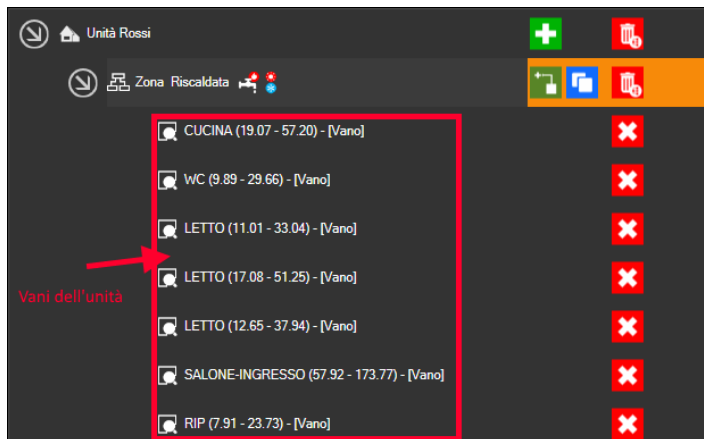 Unità Rossi
Zona Riscaldata
CUCINA (19.07 - 57.20) - [Vano]
WC (9.89 - 29.66) - [Vano]
LETTO (11.01 - 33.04) - [Vano]
LETTO (17.08 - 51.25) - [Vano]
Vani dell'unità
LETTO (12.65 - 37.94) - [Vano]
SALONE-INGRESSO (57.92 - 173.77) - [Vano]
RIP (7.91 - 23.73) - [Vano]